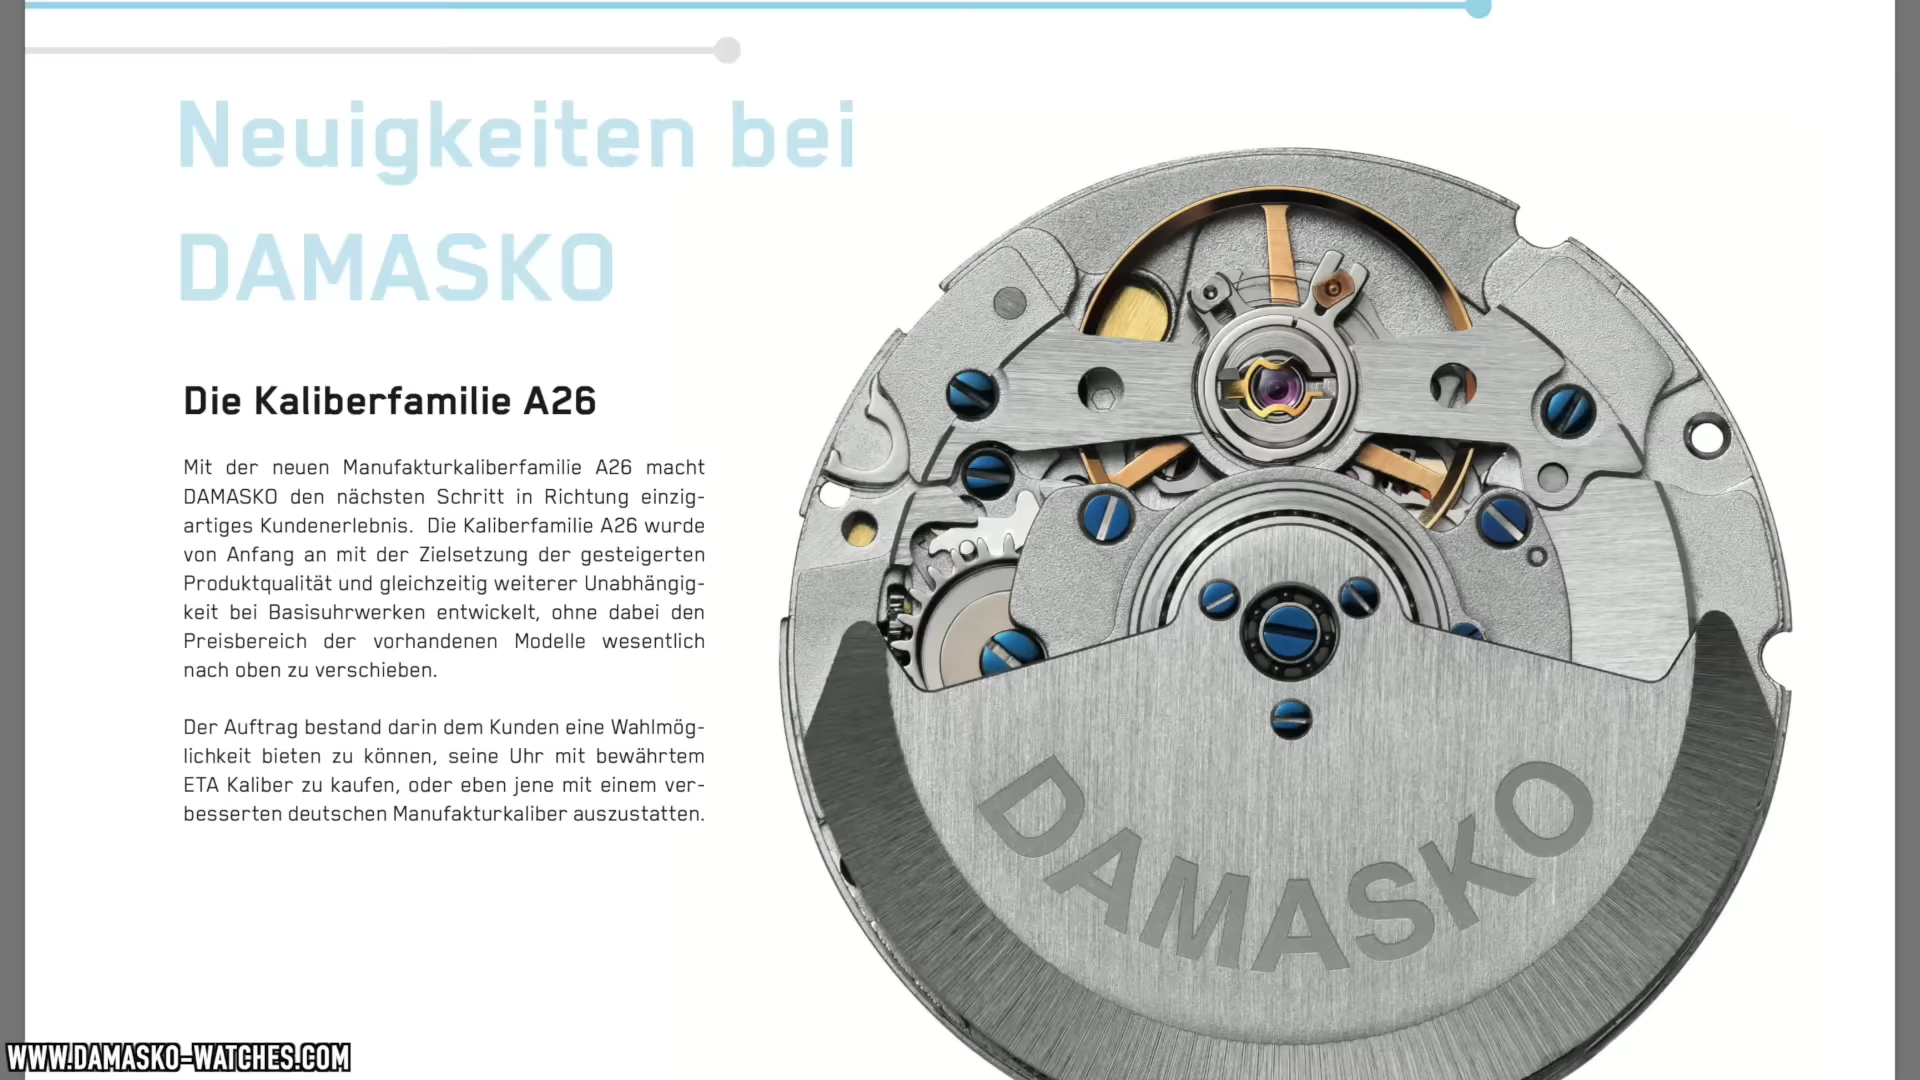 Neuigkeiten bei
DAMASKO
Die Kaliberfamilie A26
Mit der neuen Manufakturkaliberfamilie A26 macht
DAMASKO den nächsten Schritt in Richtung einzig-
artiges Kundenerlebnis. Die Kaliberfamilie A26 wurde
von Anfang an mit der Zielsetzung der gesteigerten
Produktqualität und gleichzeitig weiterer Unabhängig-
keit bei Basisuhrwerken entwickelt, ohne dabei den
Preisbereich der vorhandenen Modelle wesentlich
nach oben zu verschieben.
Der Auftrag bestand darin dem Kunden eine Wahlmög-
lichkeit bieten zu können, seine Uhr mit bewährtem
ETA Kaliber zu kaufen, oder eben jene mit einem ver-
besserten deutschen Manufakturkaliber auszustatten.
DAMASKO
WWW.DAMASKO-WATCHES.COM